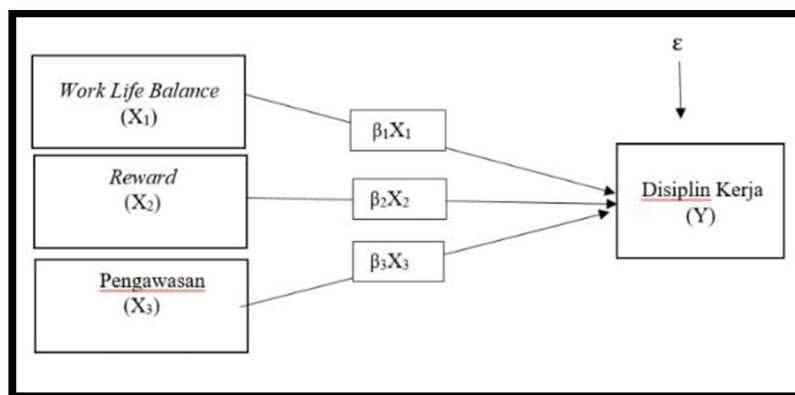 ε
Work Life Balance
(X₁)
β₁X₁
Reward
(X₂)
β₂X₂
Disiplin Kerja
(Y)
Pengawasan
(X₃)
β₃X₃